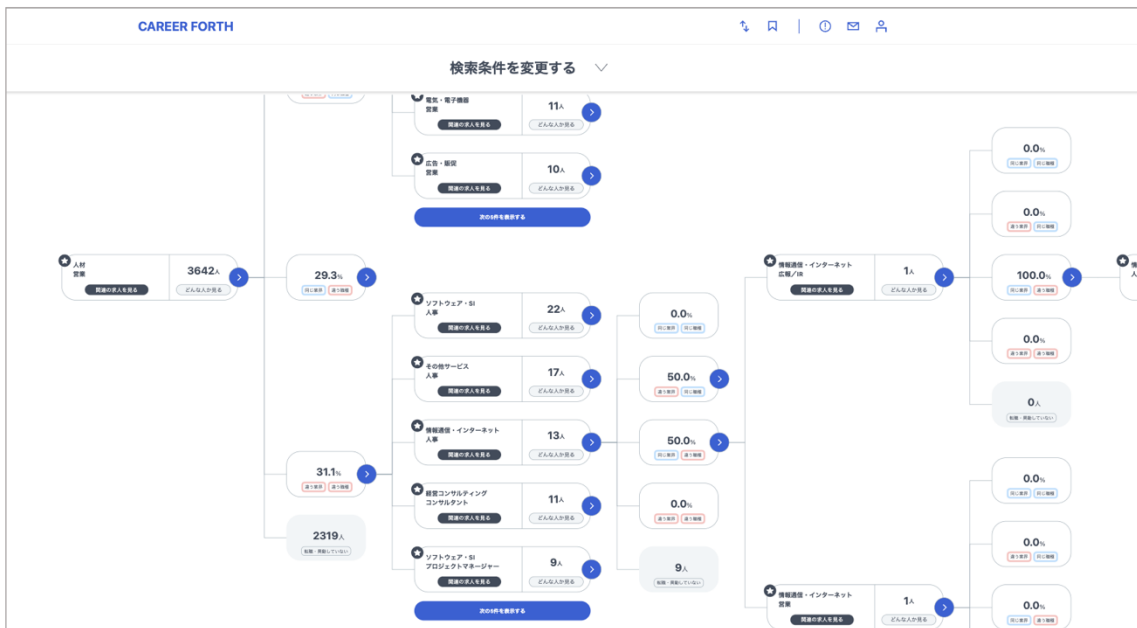 CAREER FORTH
検索条件を変更する
電気・電子機器
営業
11人
関連の求人を見る
どんな人か見る
広告・販促
営業
10人
関連の求人を見る
どんな人か見る
次の5件を表示する
人材
営業
3642人
関連の求人を見る
どんな人か見る
29.3%
同じ業界 違う職種
ソフトウェア・SI
人事
22人
関連の求人を見る
どんな人か見る
その他サービス
人事
17人
関連の求人を見る
どんな人か見る
情報通信・インターネット
人事
13人
関連の求人を見る
どんな人か見る
31.1%
違う業界 違う職種
経営コンサルティング
コンサルタント
11人
関連の求人を見る
どんな人か見る
2319人
転職・異動していない
ソフトウェア・SI
プロジェクトマネージャー
9人
関連の求人を見る
どんな人か見る
次の5件を表示する
0.0%
同じ業界 同じ職種
50.0%
違う業界 同じ職種
50.0%
同じ業界 違う職種
0.0%
違う業界 違う職種
9人
転職・異動していない
情報通信・インターネット
広報/IR
1人
関連の求人を見る
どんな人か見る
0.0%
同じ業界 同じ職種
0.0%
違う業界 同じ職種
100.0%
同じ業界 違う職種
0.0%
違う業界 違う職種
0人
転職・異動していない
情報通信・インターネット
営業
1人
関連の求人を見る
どんな人か見る
0.0%
同じ業界 同じ職種
0.0%
違う業界 同じ職種
0.0%
同じ業界 違う職種